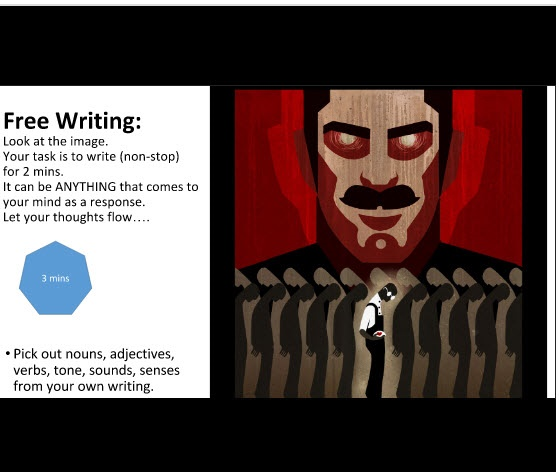 Free Writing:
Look at the image.
Your task is to write (non-stop)
for 2 mins.
It can be ANYTHING that comes to
your mind as a response.
Let your thoughts flow….
3 mins
• Pick out nouns, adjectives,
verbs, tone, sounds, senses
from your own writing.